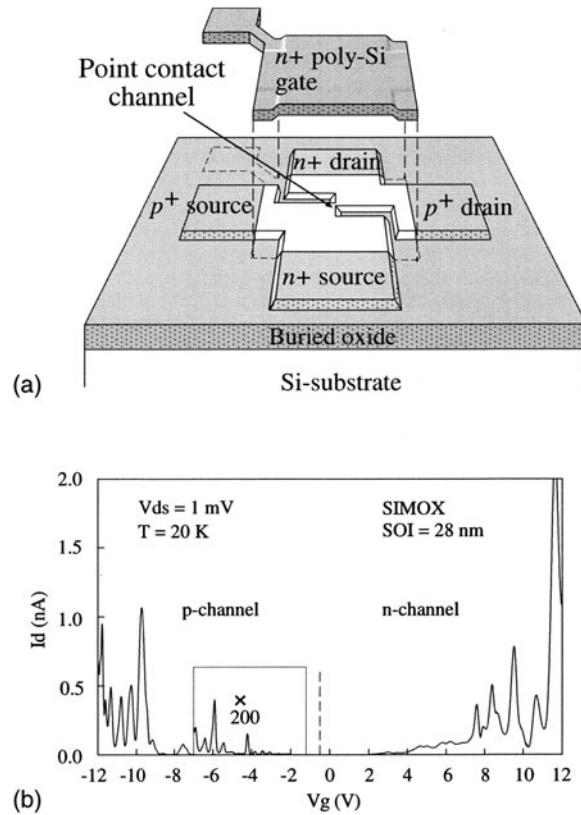 n+ poly-Si
gate
Point contact
channel
n+ drain
p+ source
p+ drain
n+ source
Buried oxide
Si-substrate
(a)
2.0
Vds = 1 mV
T = 20 K
SIMOX
SOI = 28 nm
1.5
Id (nA)
1.0
p-channel
n-channel
0.5
×
200
0.0
-12 -10 -8 -6 -4 -2 0 2 4 6 8 10 12
Vg (V)
(b)